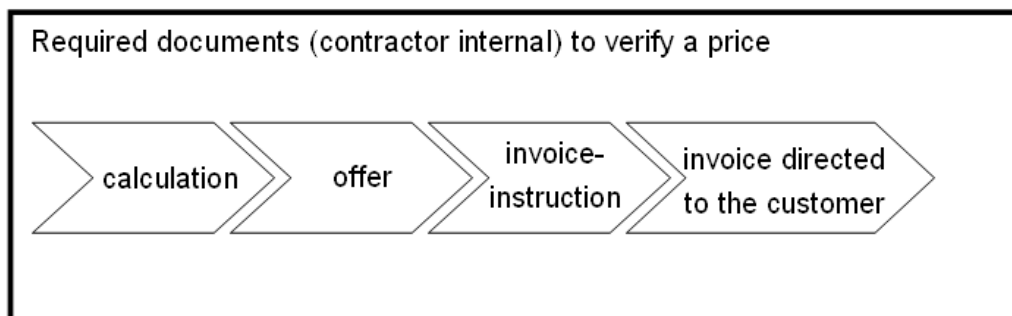 Required documents (contractor internal) to verify a price
calculation
offer
invoice-
instruction
invoice directed
to the customer